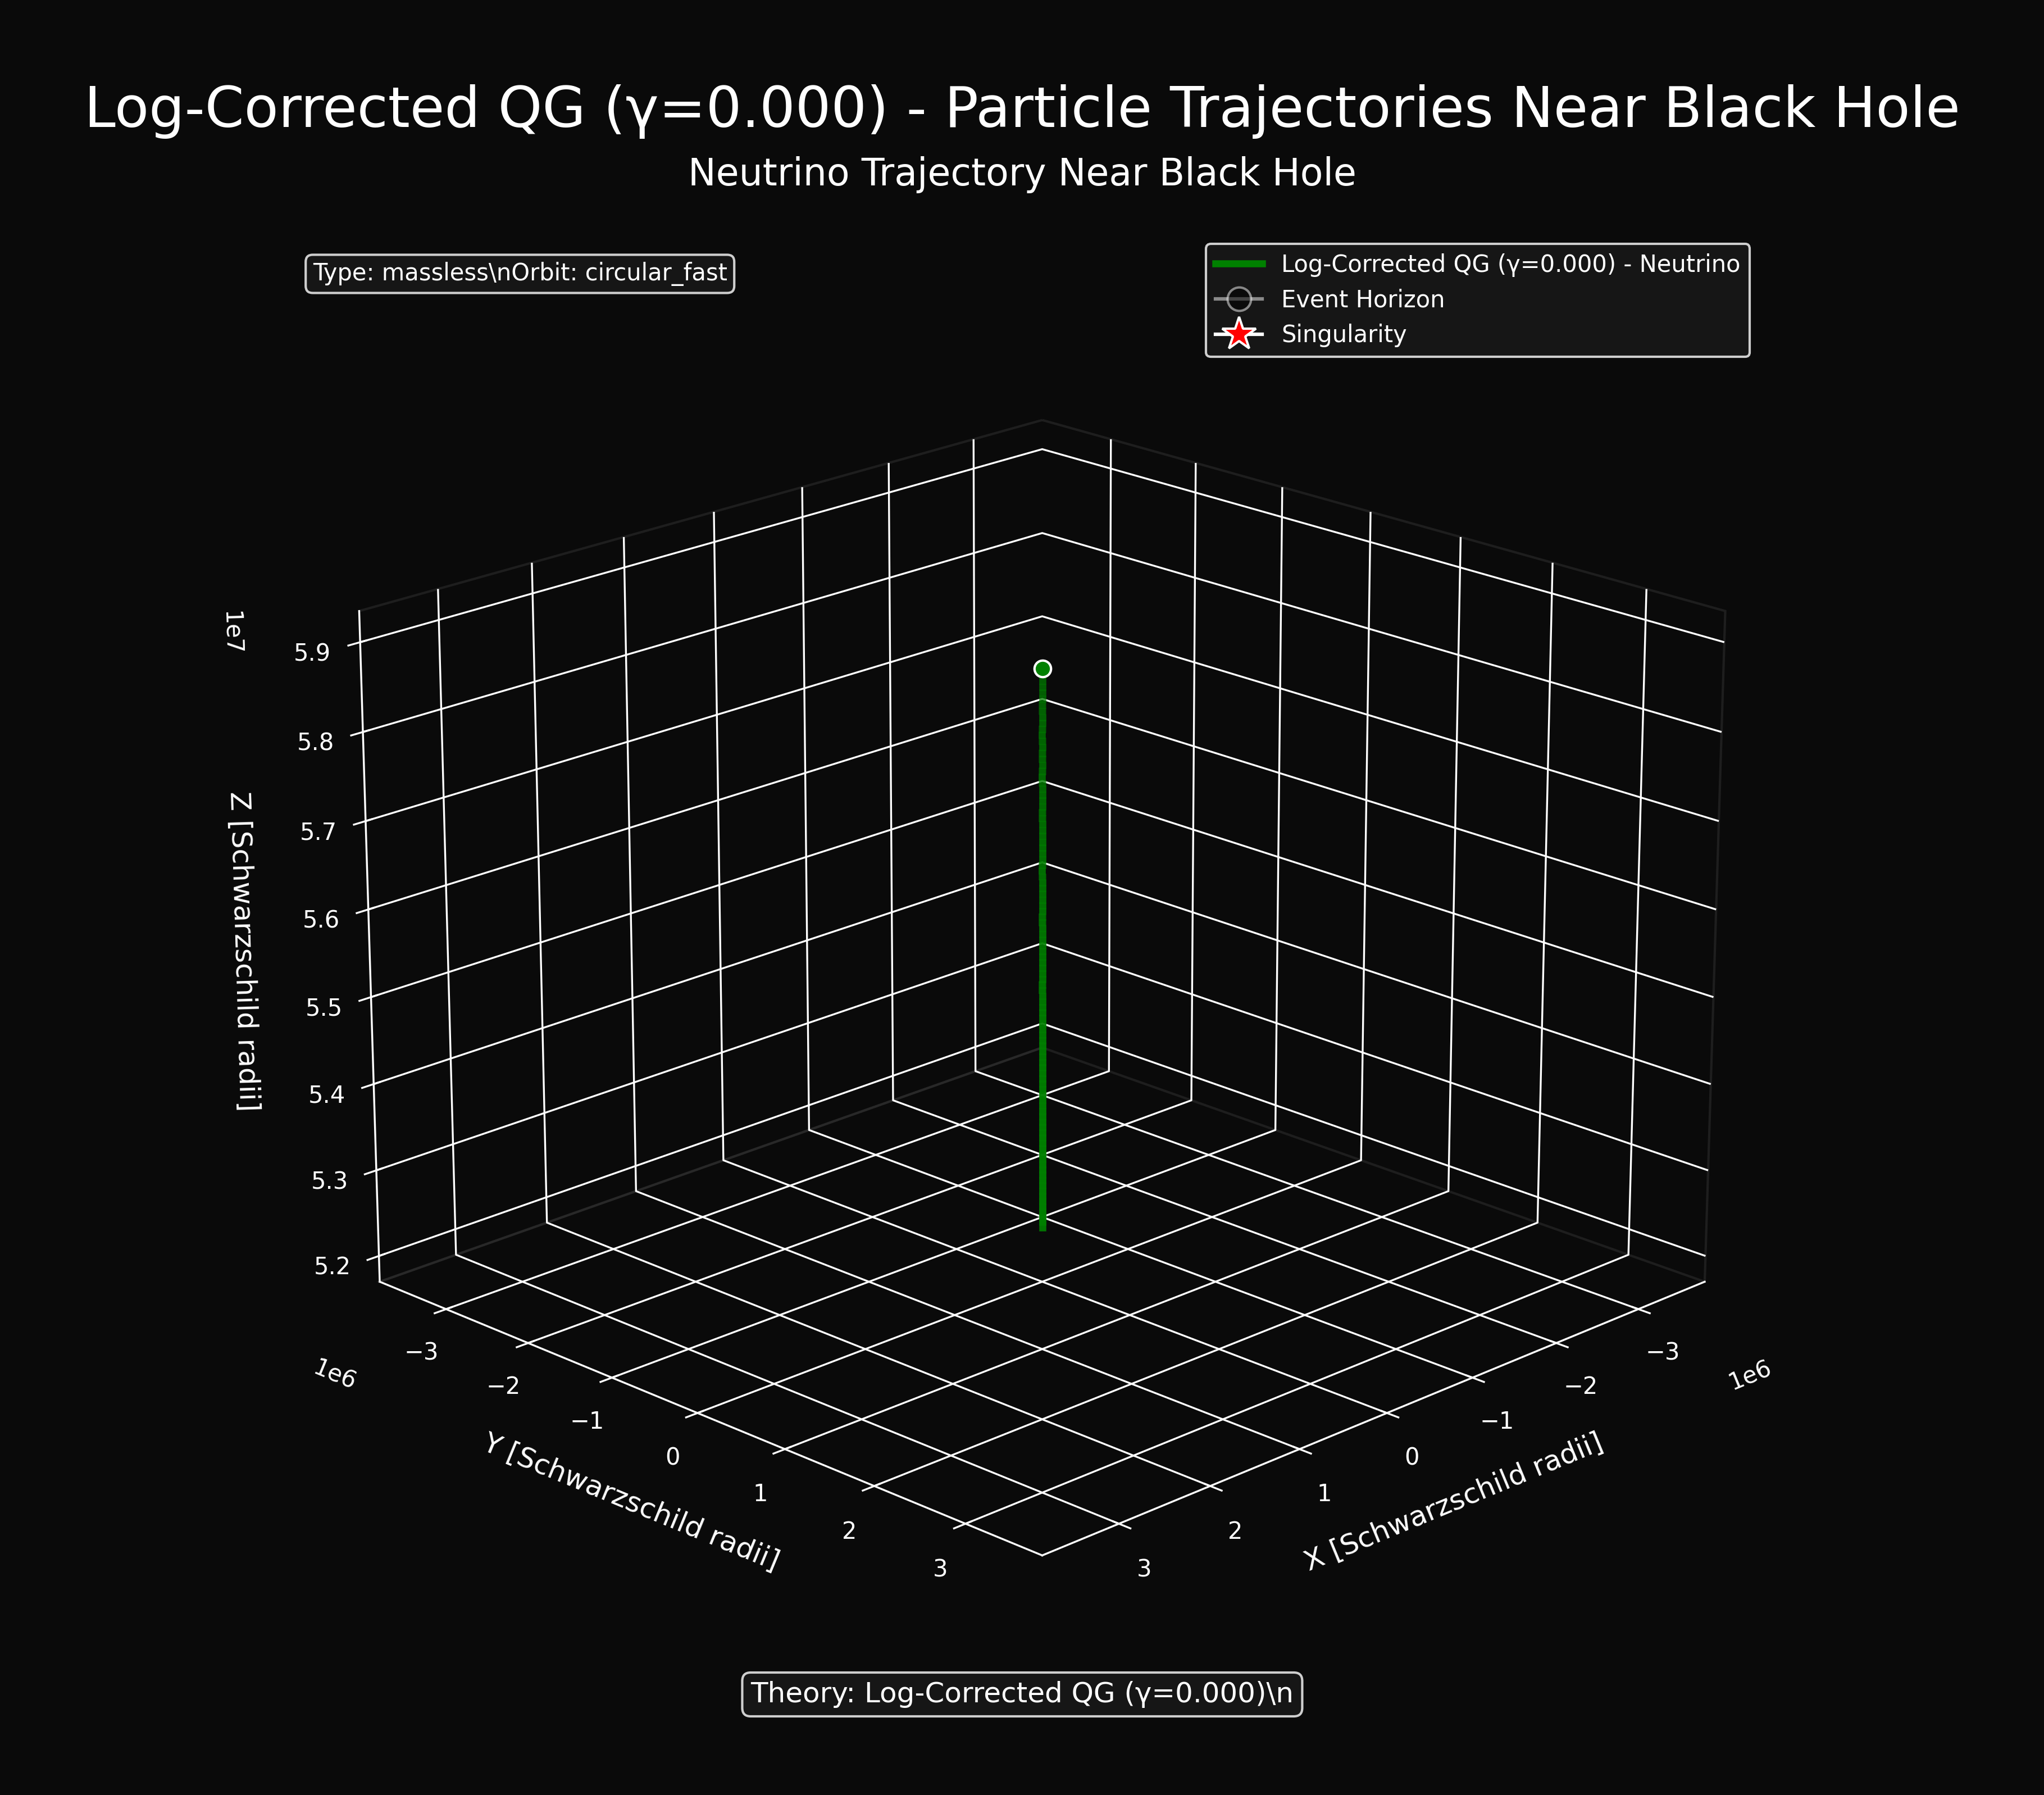 Log-Corrected QG (γ=0.000) - Particle Trajectories Near Black Hole
Neutrino Trajectory Near Black Hole
Type: massless\nOrbit: circular_fast
Log-Corrected QG (γ=0.000) - Neutrino
Event Horizon
Singularity
1e7
5.9
5.8
5.7
5.6
5.5
5.4
5.3
5.2
Z [Schwarzschild radii]
1e6
−3
−2
−1
0
1
2
3
Y [Schwarzschild radii]
1e6
−3
−2
−1
0
1
2
3
X [Schwarzschild radii]
Theory: Log-Corrected QG (γ=0.000)\n